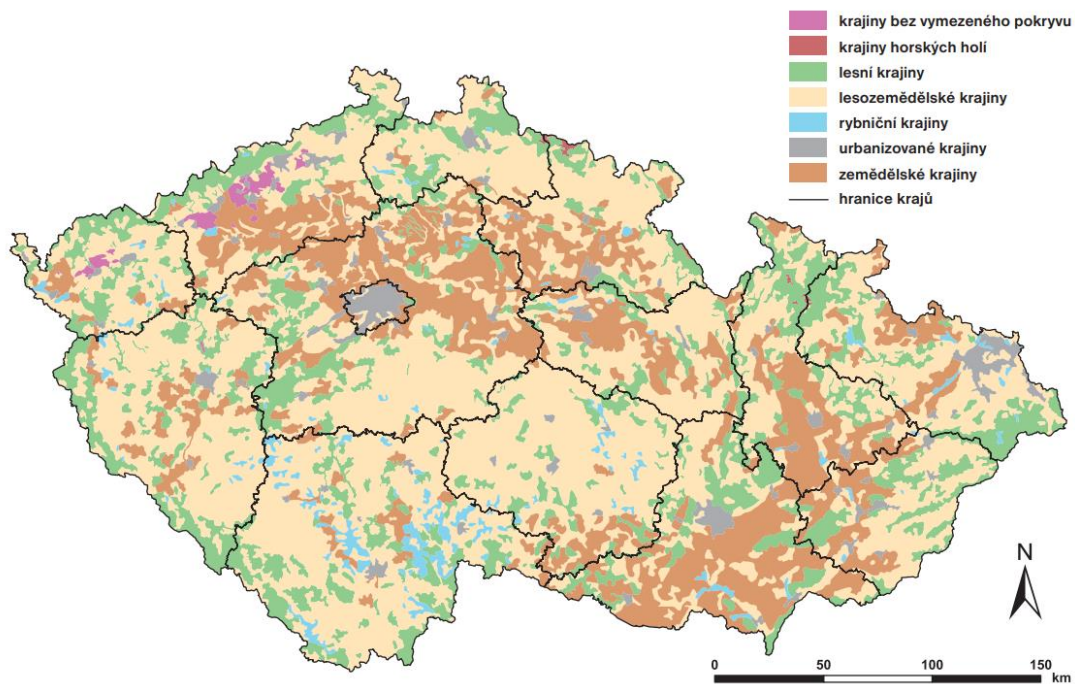 krajiny bez vymezeného pokryvu
krajiny horských holí
lesní krajiny
lesozemědělské krajiny
rybniční krajiny
urbanizované krajiny
zemědělské krajiny
hranice krajů
N
0 50 100 150
km